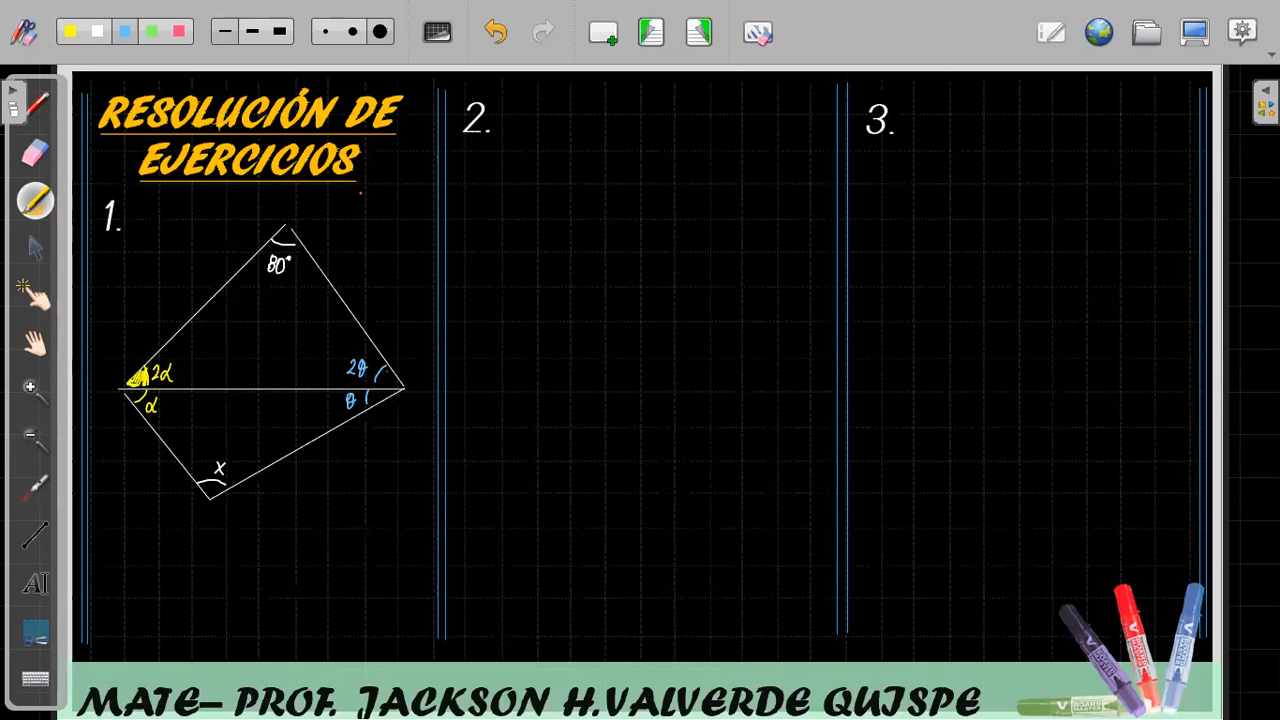 RESOLUCIÓN DE
EJERCICIOS
1.
80°
2α
α
2θ
θ
x
2.
3.
MATE– PROF. JACKSON H.VALVERDE QUISPE